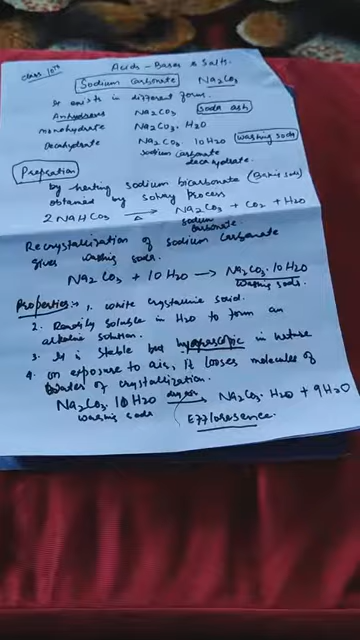 class 10th Acids - Bases & Salts.
Sodium Carbonate Na2Co3
It exists in different forms.
Anhydrous Na2Co3 soda ash
monohydrate Na2Co3. H2O
Decahydrate Na2Co3. 10H2O washing soda
sodium carbonate
decahydrate.
Prepration
by heating sodium bicarbonate (Baking soda)
obtained by solvay process
2NaHCO3 →Δ Na2Co3 + Co2 + H2O
sodium
carbonate.
Recrystallization of sodium carbonate
gives washing soda.
Na2Co3 + 10H2O → Na2Co3.10H2O
washing soda.
Properties: 1. white crystalline solid.
2. Readily soluble in H2O to form an
alkaline solution.
3. It is stable but in nature
4. on exposure to air, It looses molecules of
of crystallization.
Na2Co3. 10H2O → Na2Co3. H2O + 9H2O
washing soda
Efflorescence.